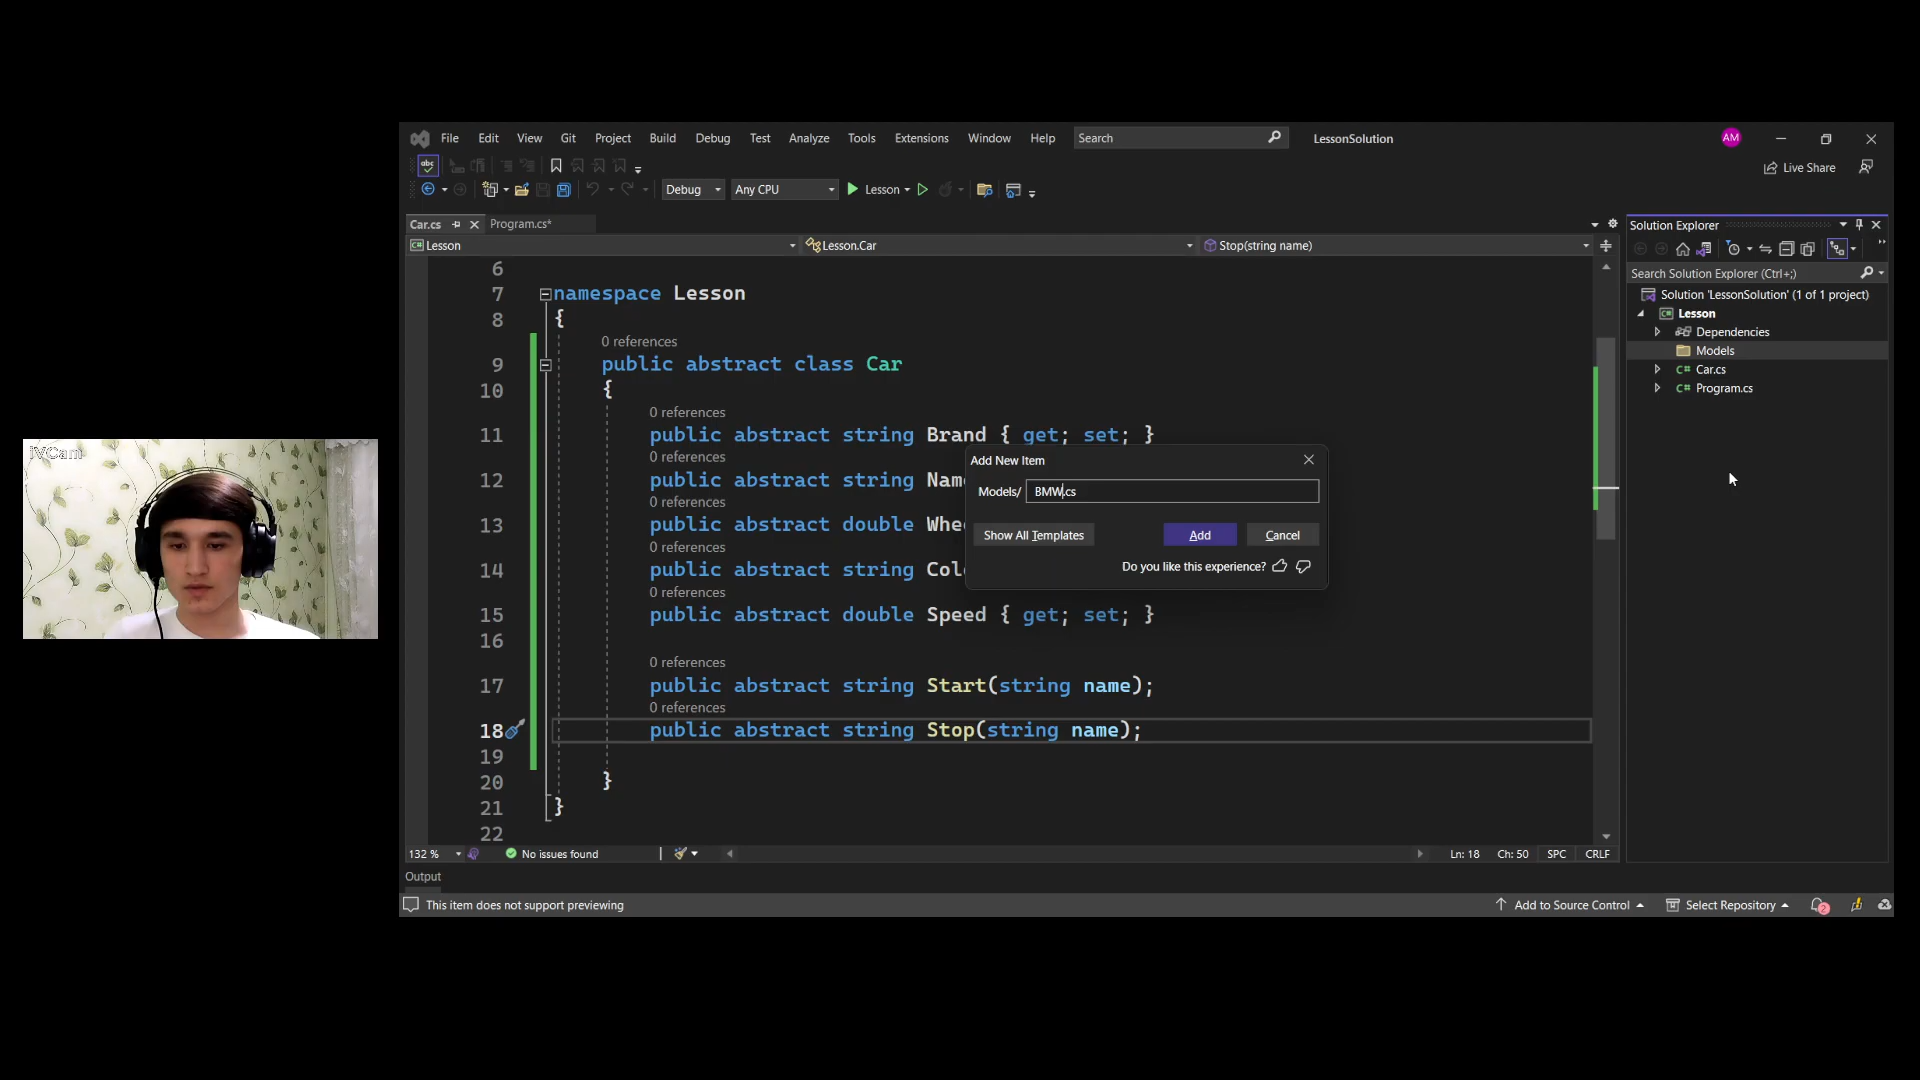 File Edit View Git Project Build Debug Test Analyze Tools Extensions Window Help Search LessonSolution AM
Live Share
Debug Any CPU Lesson
Car.cs Program.cs*
Lesson Lesson.Car Stop(string name)
6
7 namespace Lesson
8 {
0 references
9 public abstract class Car
10 {
0 references
11 public abstract string Brand { get; set; }
0 references
12 public abstract string Nam
0 references
13 public abstract double Whe
0 references
14 public abstract string Col
0 references
15 public abstract double Speed { get; set; }
16
0 references
17 public abstract string Start(string name);
0 references
18 public abstract string Stop(string name);
19
20 }
21 }
22
132 % No issues found Ln: 18 Ch: 50 SPC CRLF
Output
This item does not support previewing Add to Source Control Select Repository 2
Add New Item
Models/ BMW.cs
Show All Templates Add Cancel
Do you like this experience?
Solution Explorer
Search Solution Explorer (Ctrl+;)
Solution 'LessonSolution' (1 of 1 project)
Lesson
Dependencies
Models
C# Car.cs
C# Program.cs
iVCam